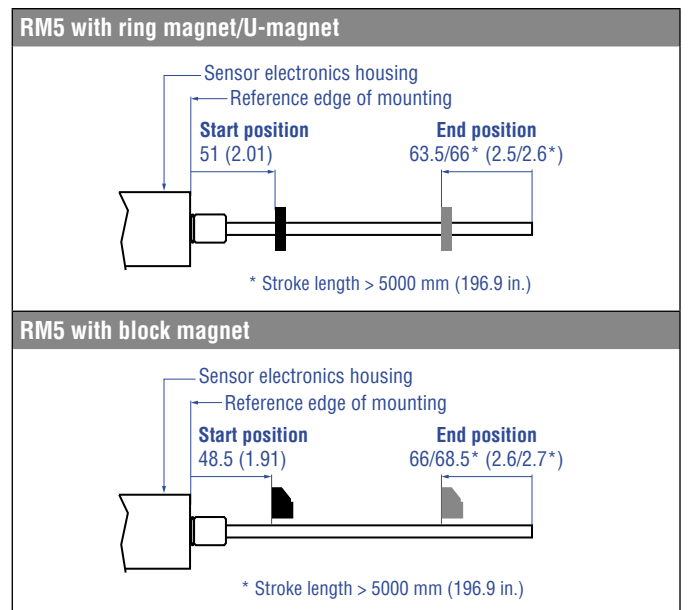 RM5 with ring magnet/U-magnet
Sensor electronics housing
Reference edge of mounting
Start position End position
51 (2.01) 63.5/66* (2.5/2.6*)
* Stroke length > 5000 mm (196.9 in.)
RM5 with block magnet
Sensor electronics housing
Reference edge of mounting
Start position End position
48.5 (1.91) 66/68.5* (2.6/2.7*)
* Stroke length > 5000 mm (196.9 in.)